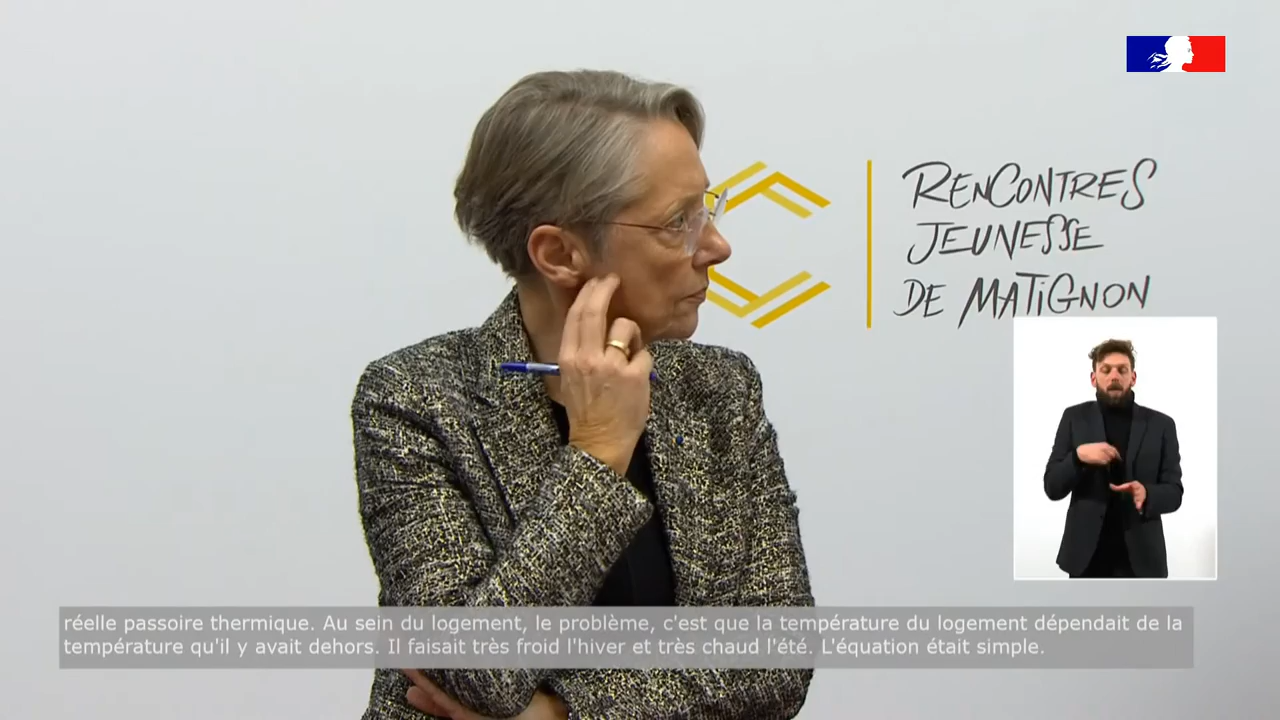 RENCONTRES
JEUNESSE
DE MATIGNON
réelle passoire thermique. Au sein du logement, le problème, c'est que la température du logement dépendait de la
température qu'il y avait dehors. Il faisait très froid l'hiver et très chaud l'été. L'équation était simple.